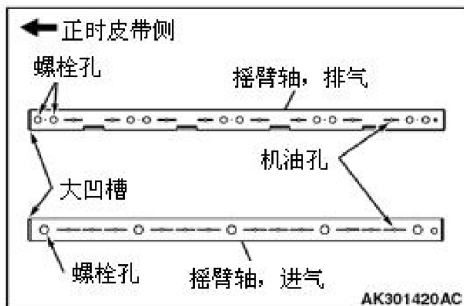 正时皮带侧
螺栓孔
摇臂轴，排气
机油孔
大凹槽
螺栓孔
摇臂轴，进气
AK301420AC